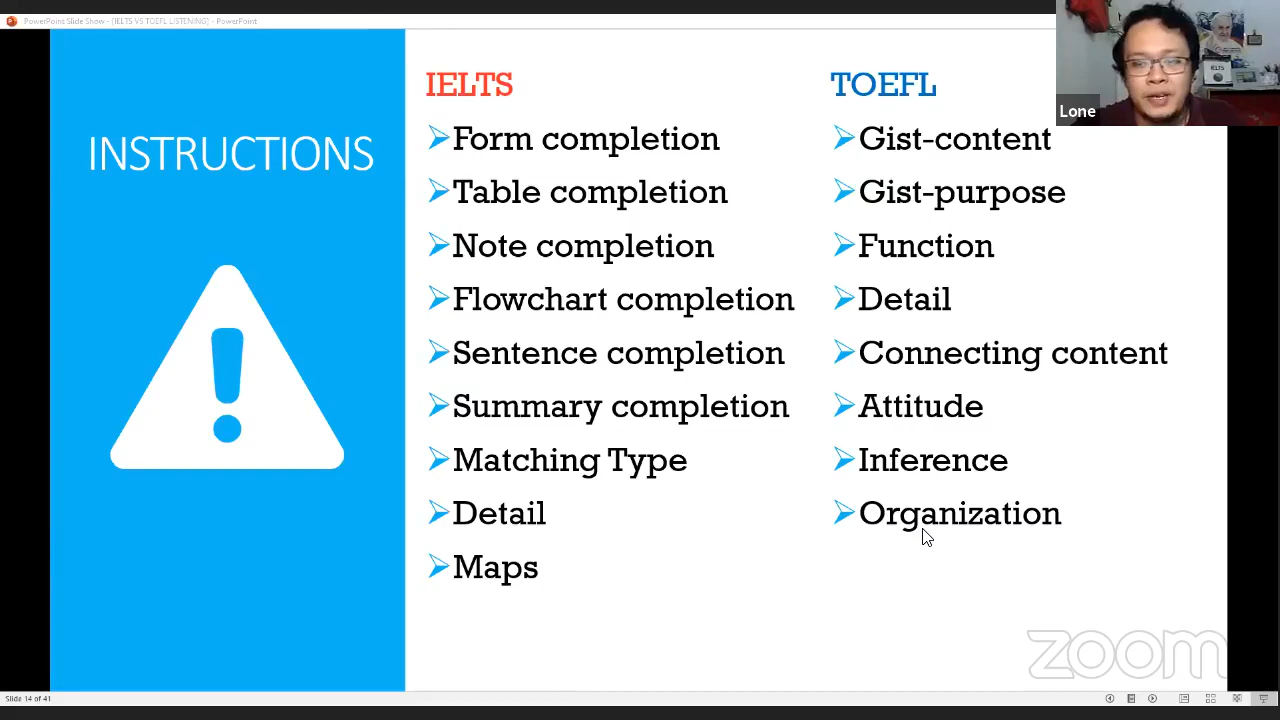 PowerPoint Slide Show - [IELTS VS TOEFL LISTENING] - PowerPoint
INSTRUCTIONS
IELTS
Form completion
Table completion
Note completion
Flowchart completion
Sentence completion
Summary completion
Matching Type
Detail
Maps
TOEFL
Gist-content
Gist-purpose
Function
Detail
Connecting content
Attitude
Inference
Organization
IELTS
Lone
zoom
Slide 14 of 41